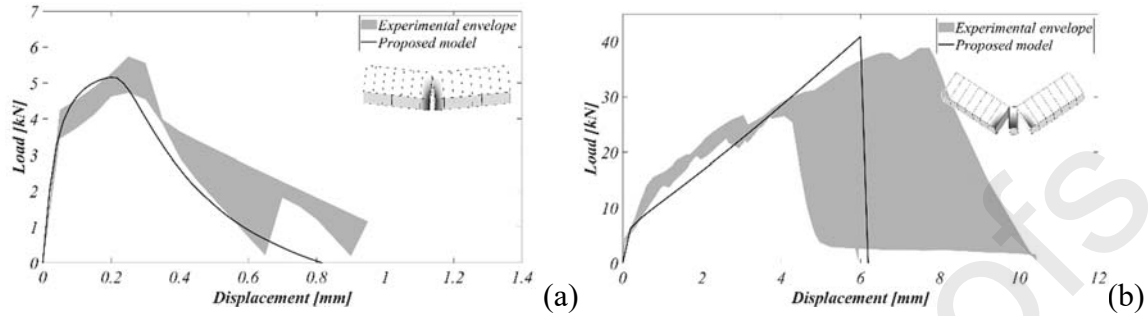 7
6
5
4
3
2
1
0
Load [kN]
Experimental envelope
Proposed model
0 0.2 0.4 0.6 0.8 1 1.2 1.4
Displacement [mm]
(a)
40
30
20
10
0
Load [kN]
Experimental envelope
Proposed model
0 2 4 6 8 10 12
Displacement [mm]
(b)
ofs